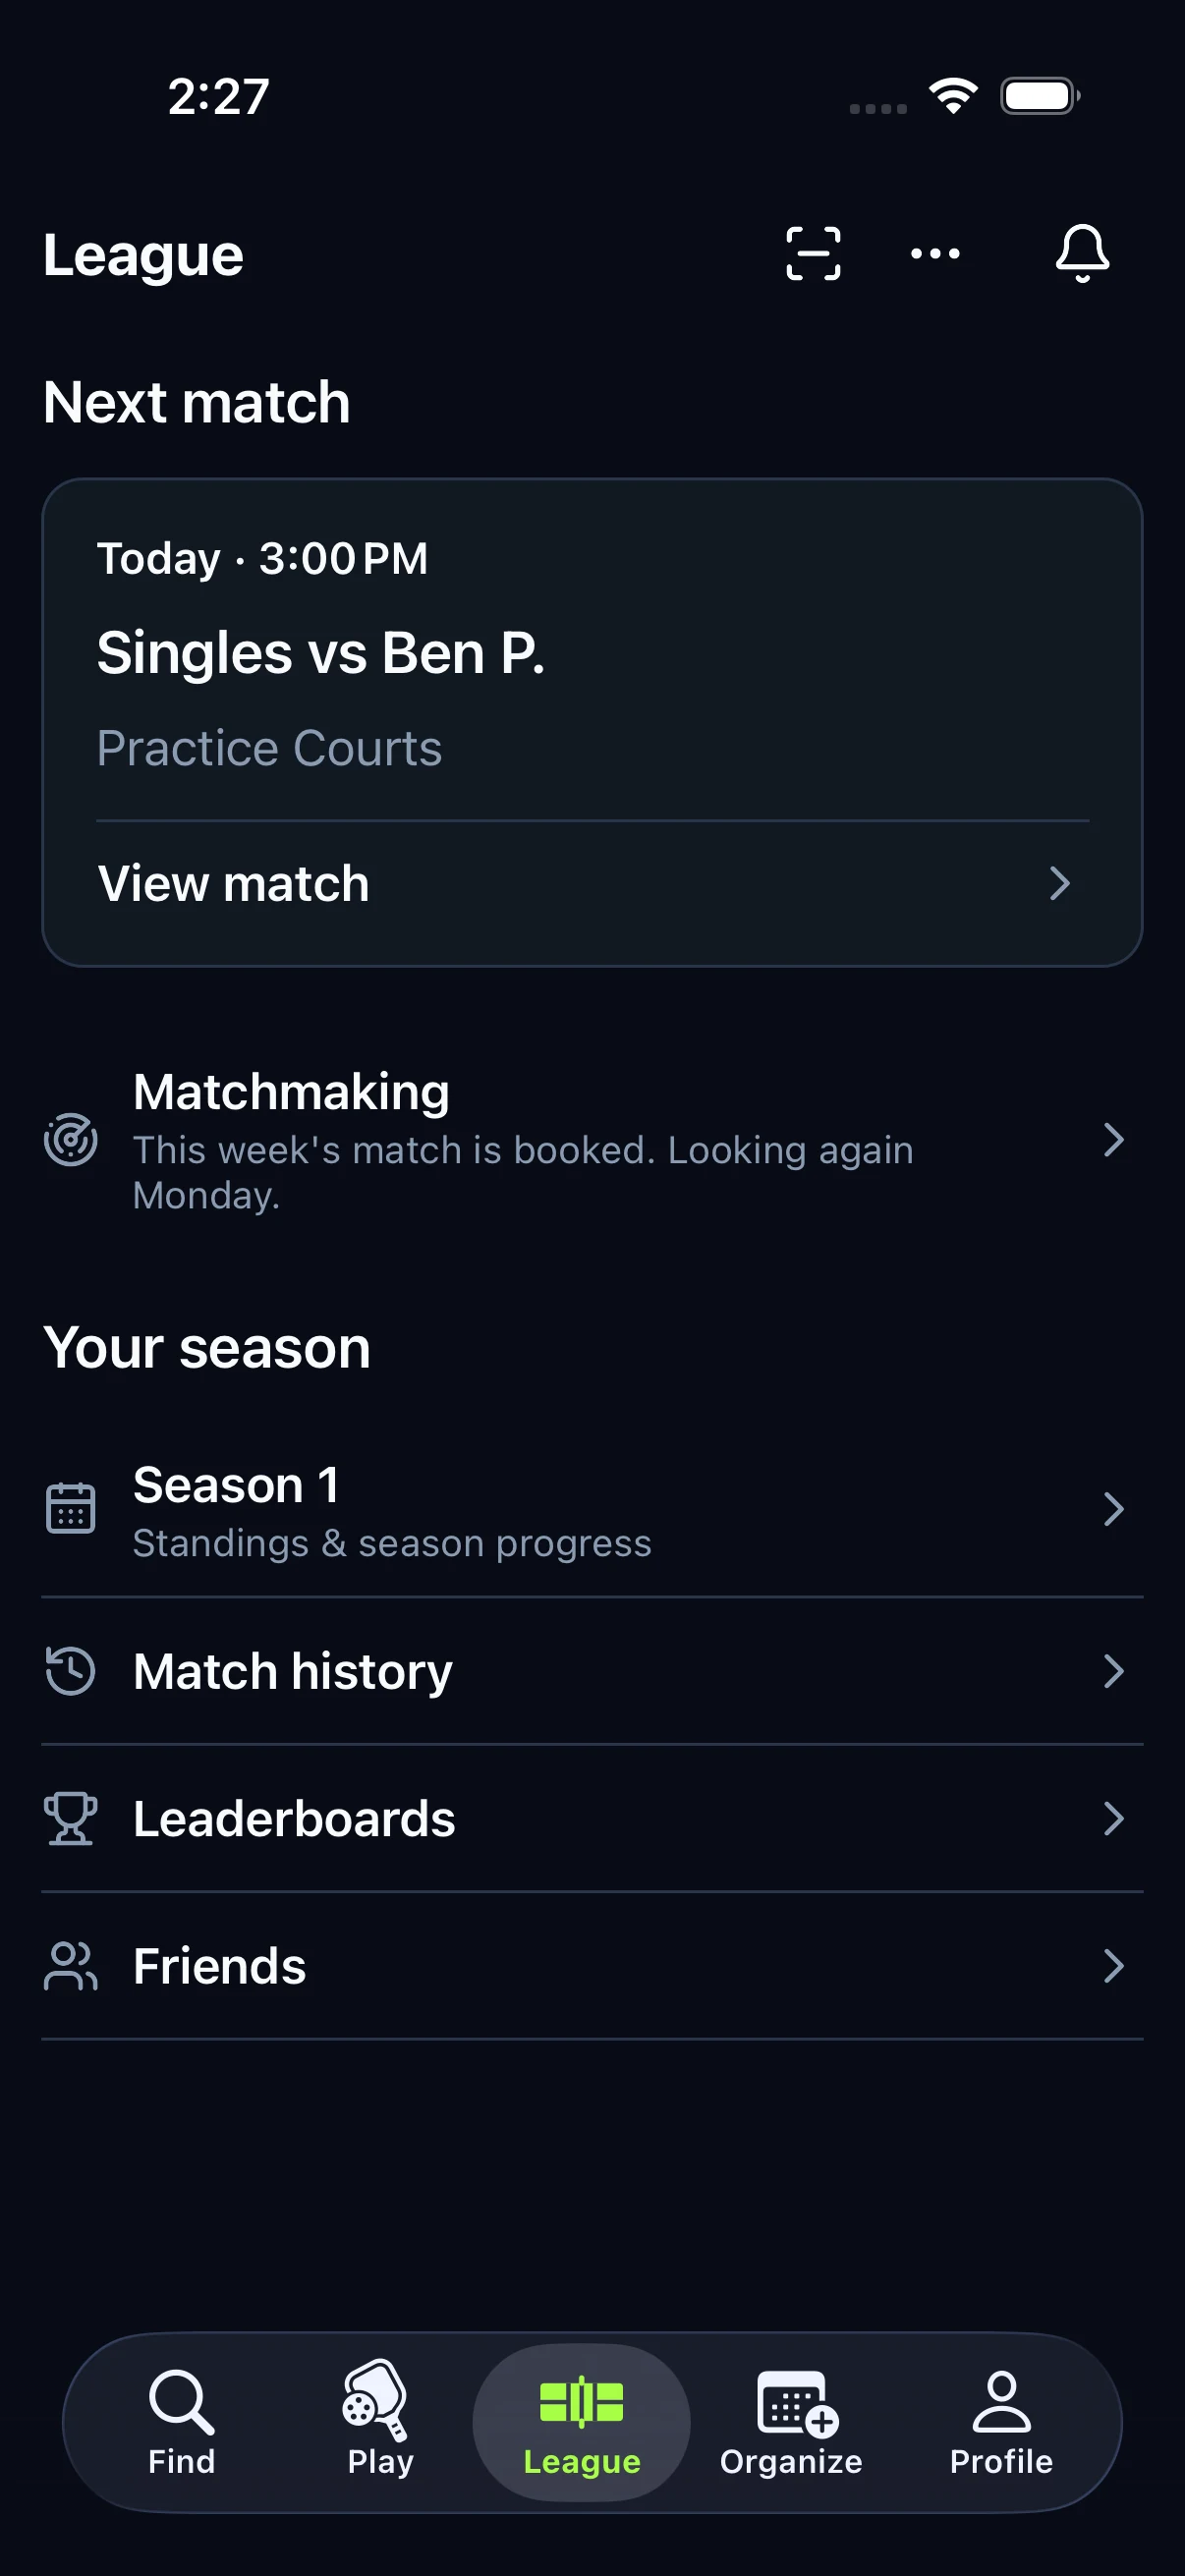 2:27
League
Next match
Today · 3:00 PM
Singles vs Ben P.
Practice Courts
View match
Matchmaking
This week's match is booked. Looking again
Monday.
Your season
Season 1
Standings & season progress
Match history
Leaderboards
Friends
Find
Play
League
Organize
Profile